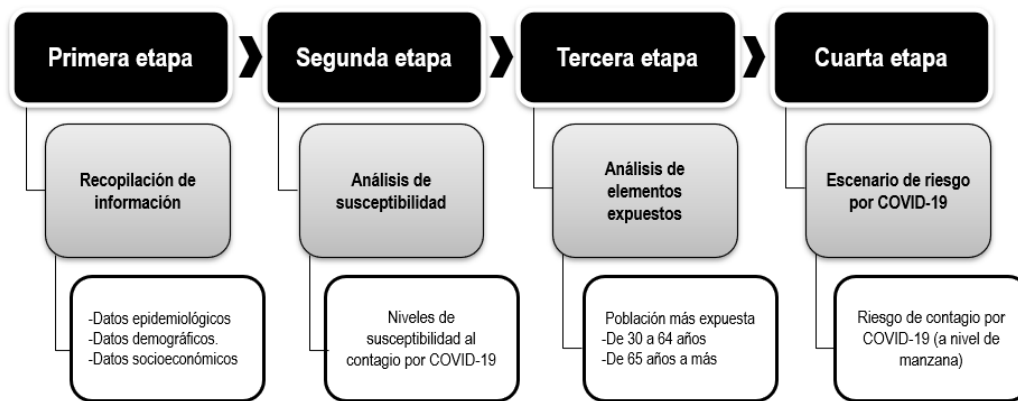 Primera etapa
Segunda etapa
Tercera etapa
Cuarta etapa
Recopilación de
información
Análisis de
susceptibilidad
Análisis de
elementos
expuestos
Escenario de riesgo
por COVID-19
-Datos epidemiológicos
-Datos demográficos.
-Datos socioeconómicos
Niveles de
susceptibilidad al
contagio por COVID-19
Población más expuesta
-De 30 a 64 años
-De 65 años a más
Riesgo de contagio por
COVID-19 (a nivel de
manzana)